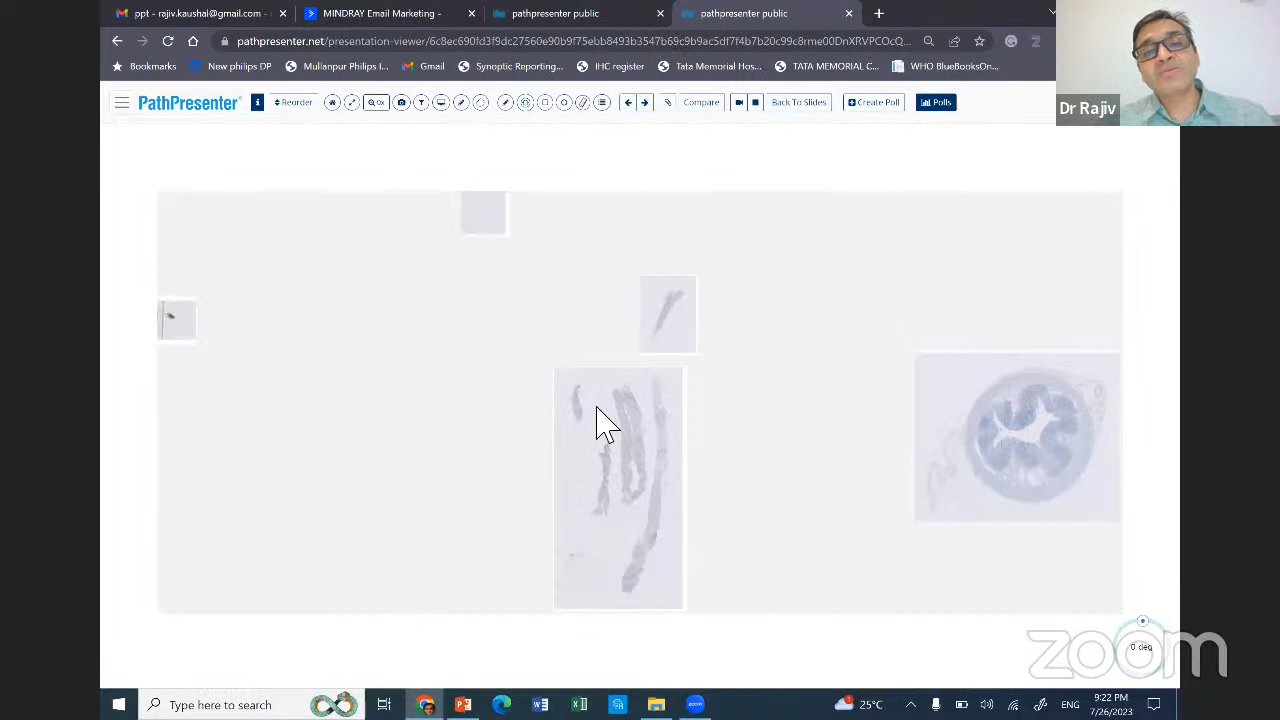 ppt - rajiv.kaushal@gmail.com -
MINDRAY Email Marketing -
pathpresenter public
pathpresenter public
pathpresenter.net/presentation-viewer/6c8ec690fd3f9dc27560e90b9f75ebb8493b3547b69c9b9ac5df7f4b7b20c99c8rme00DnXRVPCOcQ...
Bookmarks
New philips DP
Mullanpur Philips I...
Gmail
Synoptic Reporting...
IHC register
Tata Memorial Hos...
TATA MEMORIAL C...
WHO BlueBooksOn...
PathPresenter
Reorder
0x
Compare
Back To Slides
Create Poll
Polls
Dr Rajiv
0 deg
zoom
Type here to search
25°C
ENG
9:22 PM
7/26/2023